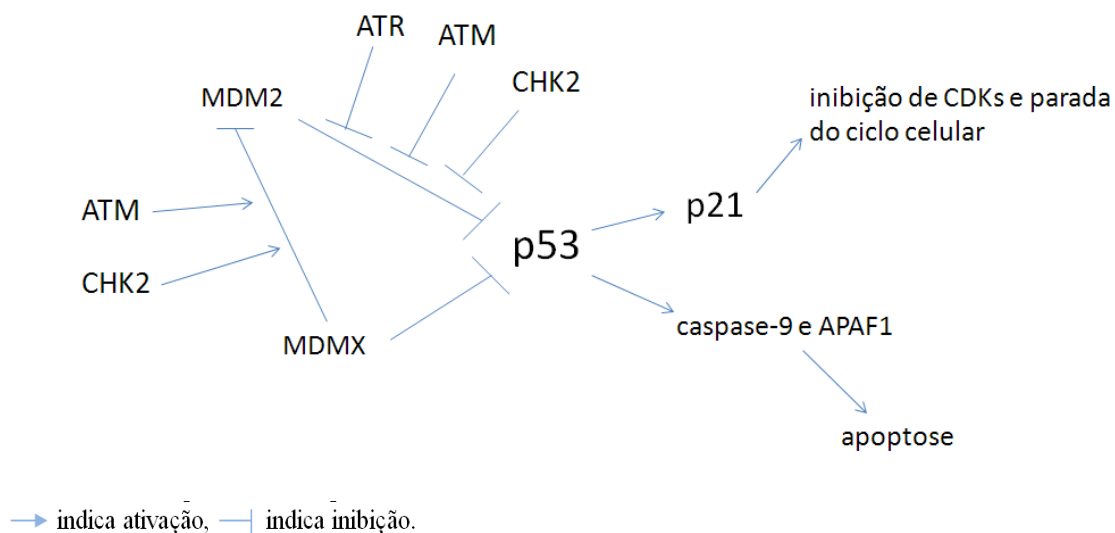 ATR
ATM
CHK2
MDM2
inibição de CDKs e parada
do ciclo celular
ATM
p21
p53
CHK2
caspase-9 e APAF1
MDMX
apoptose
indica ativação, indica inibição.